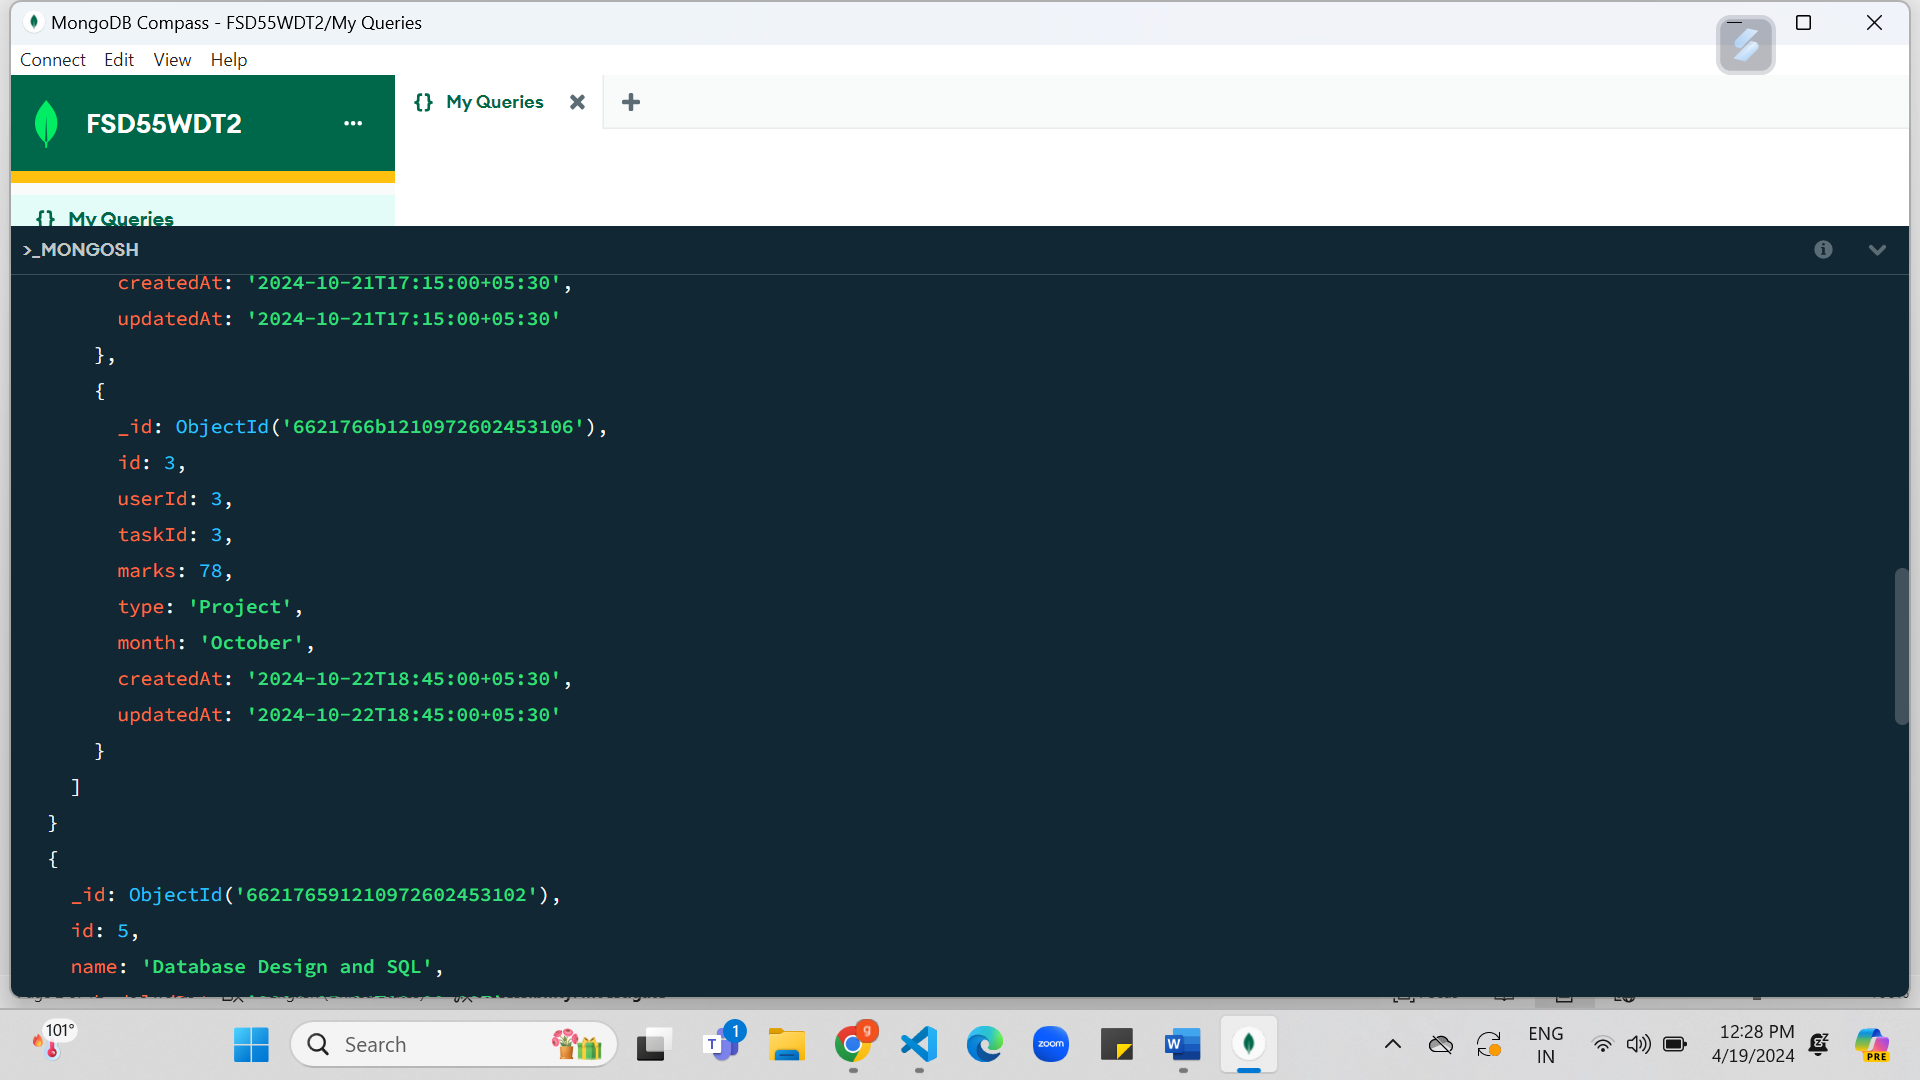 MongoDB Compass - FSD55WDT2/My Queries
Connect Edit View Help
FSD55WDT2 ...
{} My Queries
{} My Queries
>_MONGOSH
createdAt: '2024-10-21T17:15:00+05:30',
updatedAt: '2024-10-21T17:15:00+05:30'
},
{
_id: ObjectId('6621766b1210972602453106'),
id: 3,
userId: 3,
taskId: 3,
marks: 78,
type: 'Project',
month: 'October',
createdAt: '2024-10-22T18:45:00+05:30',
updatedAt: '2024-10-22T18:45:00+05:30'
}
]
}
{
_id: ObjectId('662176591210972602453102'),
id: 5,
name: 'Database Design and SQL',
101°
Search
T 1
g
zoom
W
ENG
IN
12:28 PM
4/19/2024
PRE